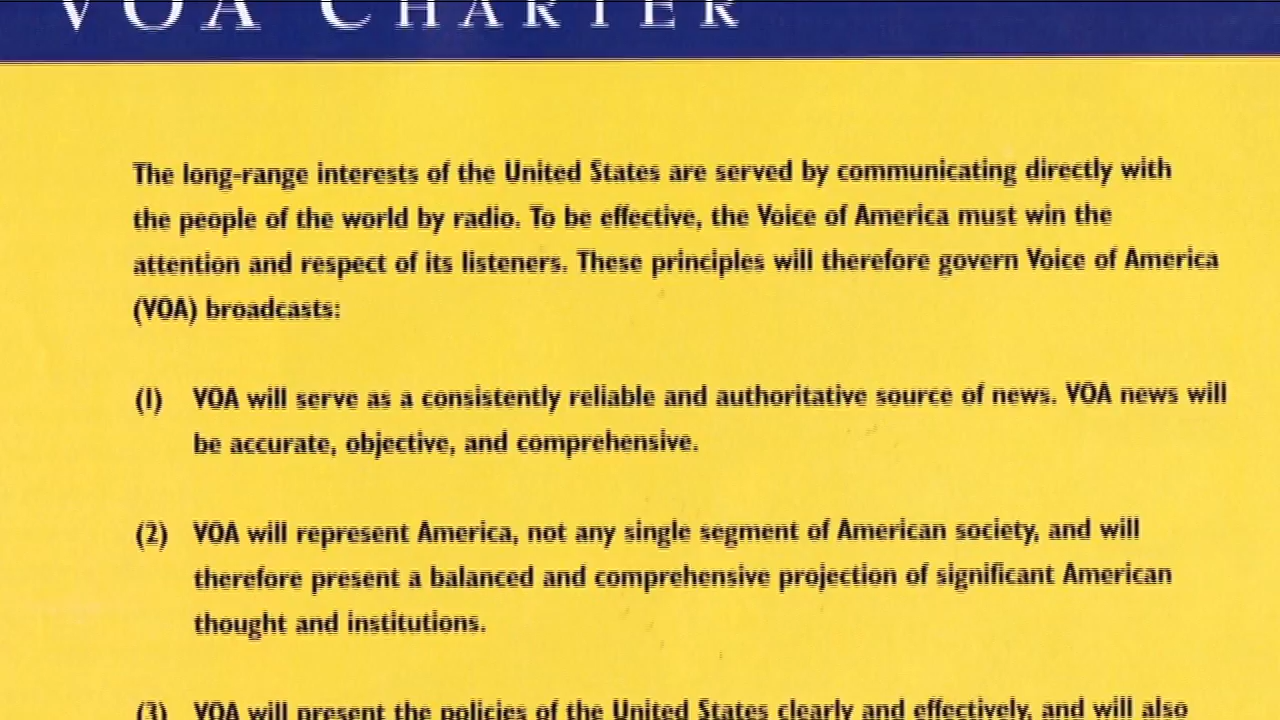 VOA CHARTER
The long-range interests of the United States are served by communicating directly with
the people of the world by radio. To be effective, the Voice of America must win the
attention and respect of its listeners. These principles will therefore govern Voice of America
(VOA) broadcasts:
(1) VOA will serve as a consistently reliable and authoritative source of news. VOA news will
be accurate, objective, and comprehensive.
(2) VOA will represent America, not any single segment of American society, and will
therefore present a balanced and comprehensive projection of significant American
thought and institutions.
(3) VOA will present the policies of the United States clearly and effectively, and will also